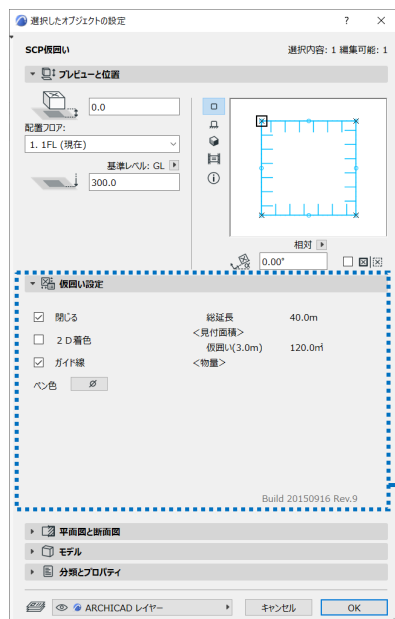 選択したオブジェクトの設定 ? ×
SCP仮囲い 選択内容: 1 編集可能: 1
プレビューと位置
0.0
配置フロア:
1. 1FL (現在)
基準レベル: GL
300.0
相対
0.00°
仮囲い設定
閉じる 総延長 40.0m
<見付面積>
2D着色 仮囲い(3.0m) 120.0㎡
ガイド線 <物量>
ペン色 Ø
Build 20150916 Rev.9
平面図と断面図
モデル
分類とプロパティ
ARCHICAD レイヤー キャンセル OK